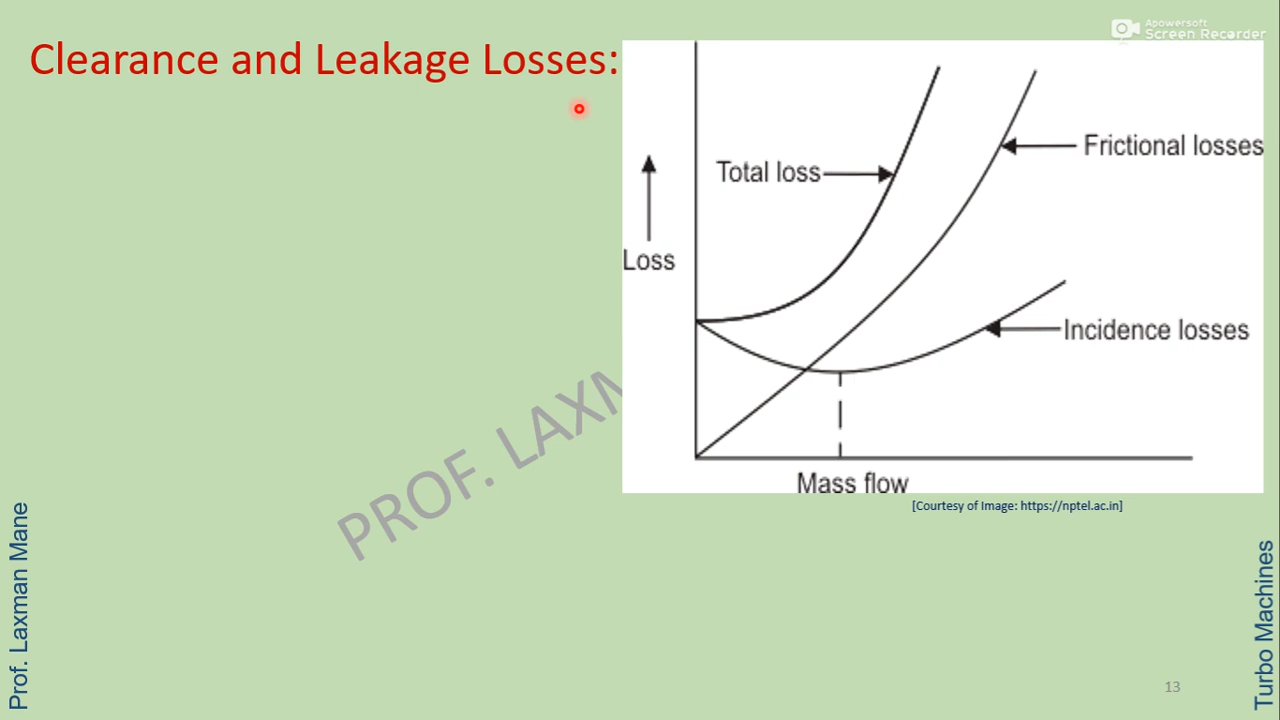 Apowersoft
Screen Recorder
Clearance and Leakage Losses:
Frictional losses
Total loss
Loss
Incidence losses
Mass flow
[Courtesy of Image: https://nptel.ac.in]
PROF. LAXM
Prof. Laxman Mane
Turbo Machines
13